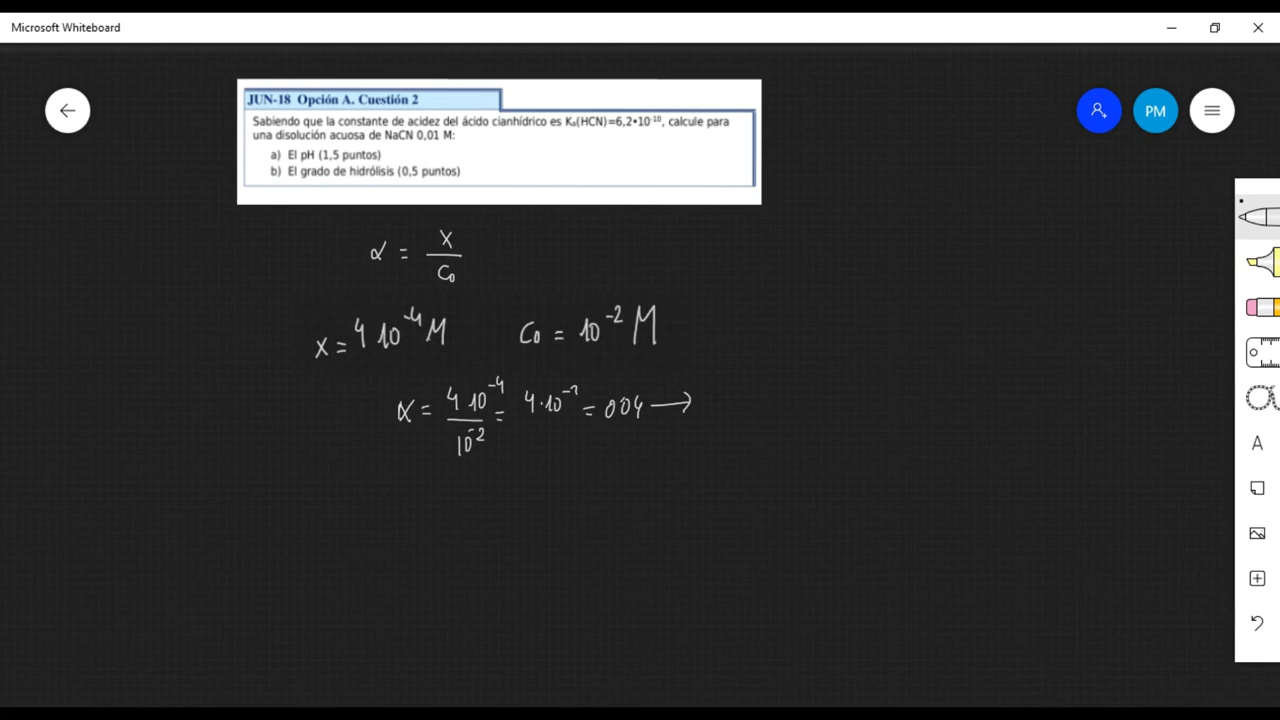 Microsoft Whiteboard
PM
JUN-18 Opción A. Cuestión 2
Sabiendo que la constante de acidez del ácido cianhídrico es Kₐ(HCN)=6,2•10⁻¹⁰, calcule para
una disolución acuosa de NaCN 0,01 M:
a) El pH (1,5 puntos)
b) El grado de hidrólisis (0,5 puntos)
α = X / C₀
X = 4 10⁻⁴ M C₀ = 10⁻² M
α = 4 10⁻⁴ / 10⁻² = 4·10⁻² = 0'04 →
A